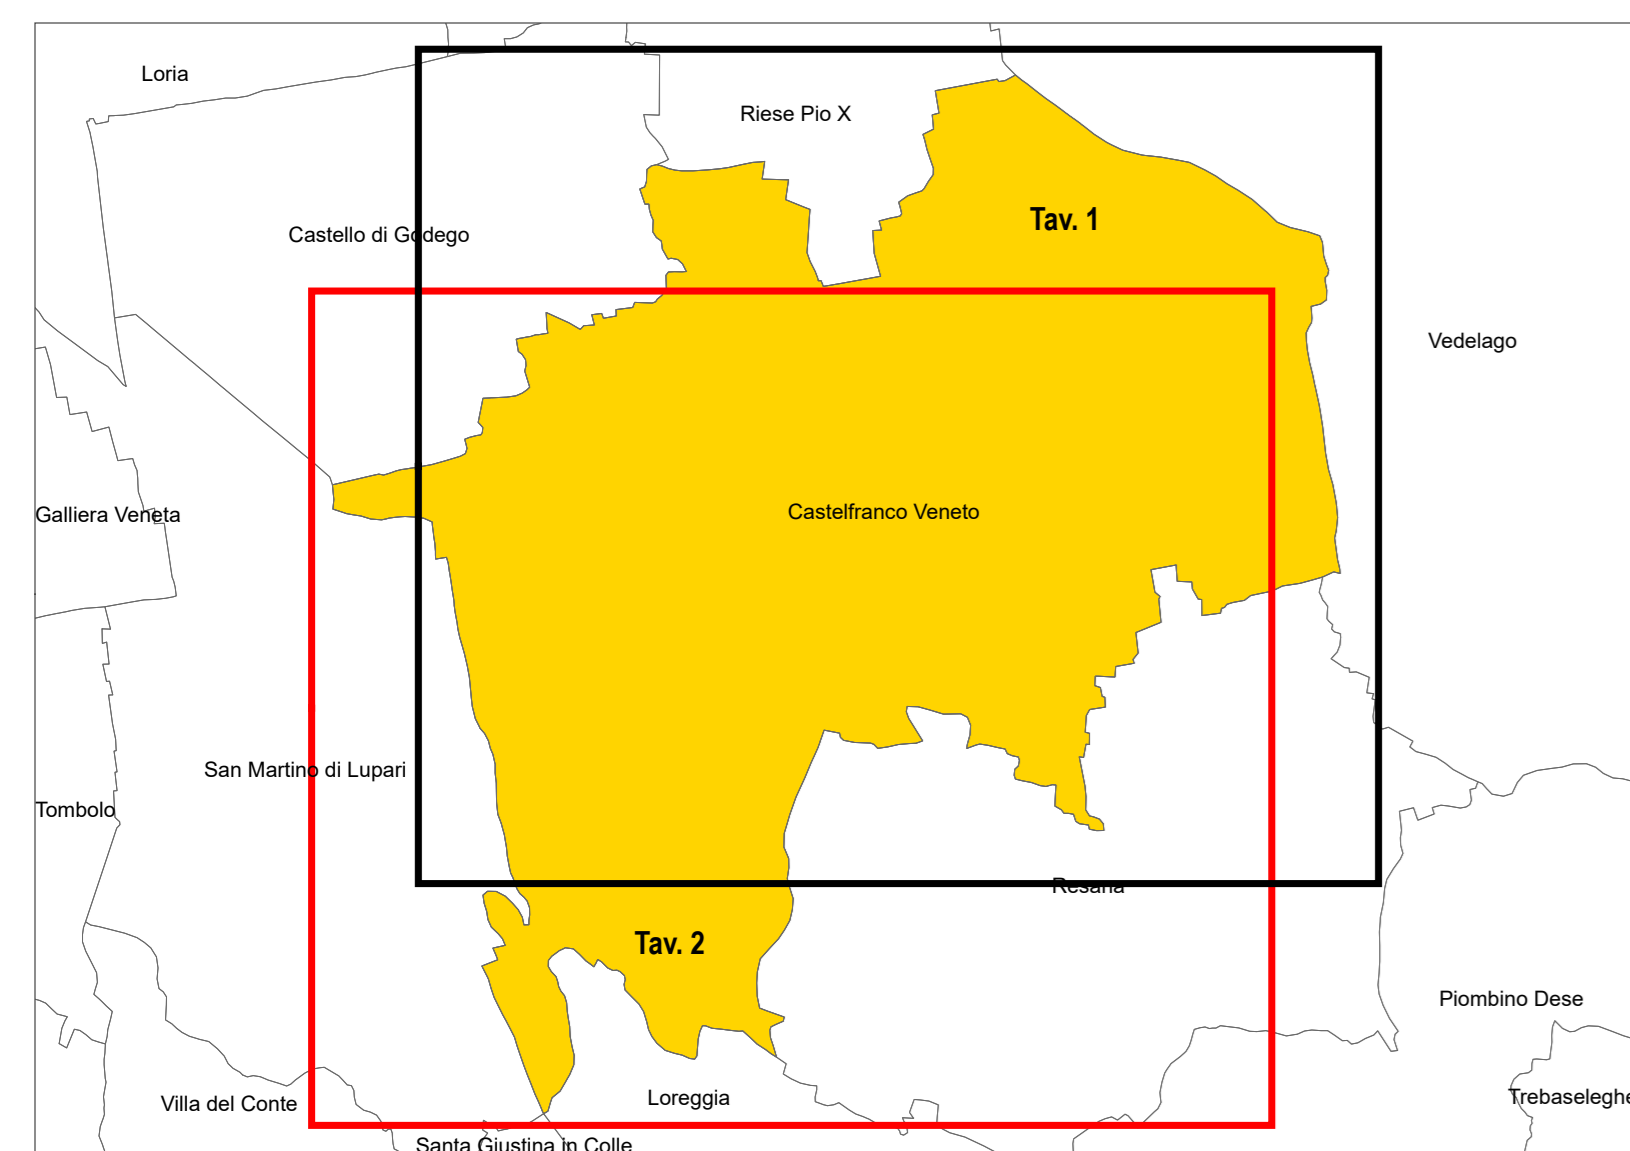 Loria
Riese Pio X
Tav. 1
Castello di Godego
Vedelago
Castelfranco Veneto
Galliera Veneta
San Martino di Lupari
Tombolo
Resana
Tav. 2
Piombino Dese
Loreggia
Trebaseleghe
Villa del Conte
Santa Giustina in Colle